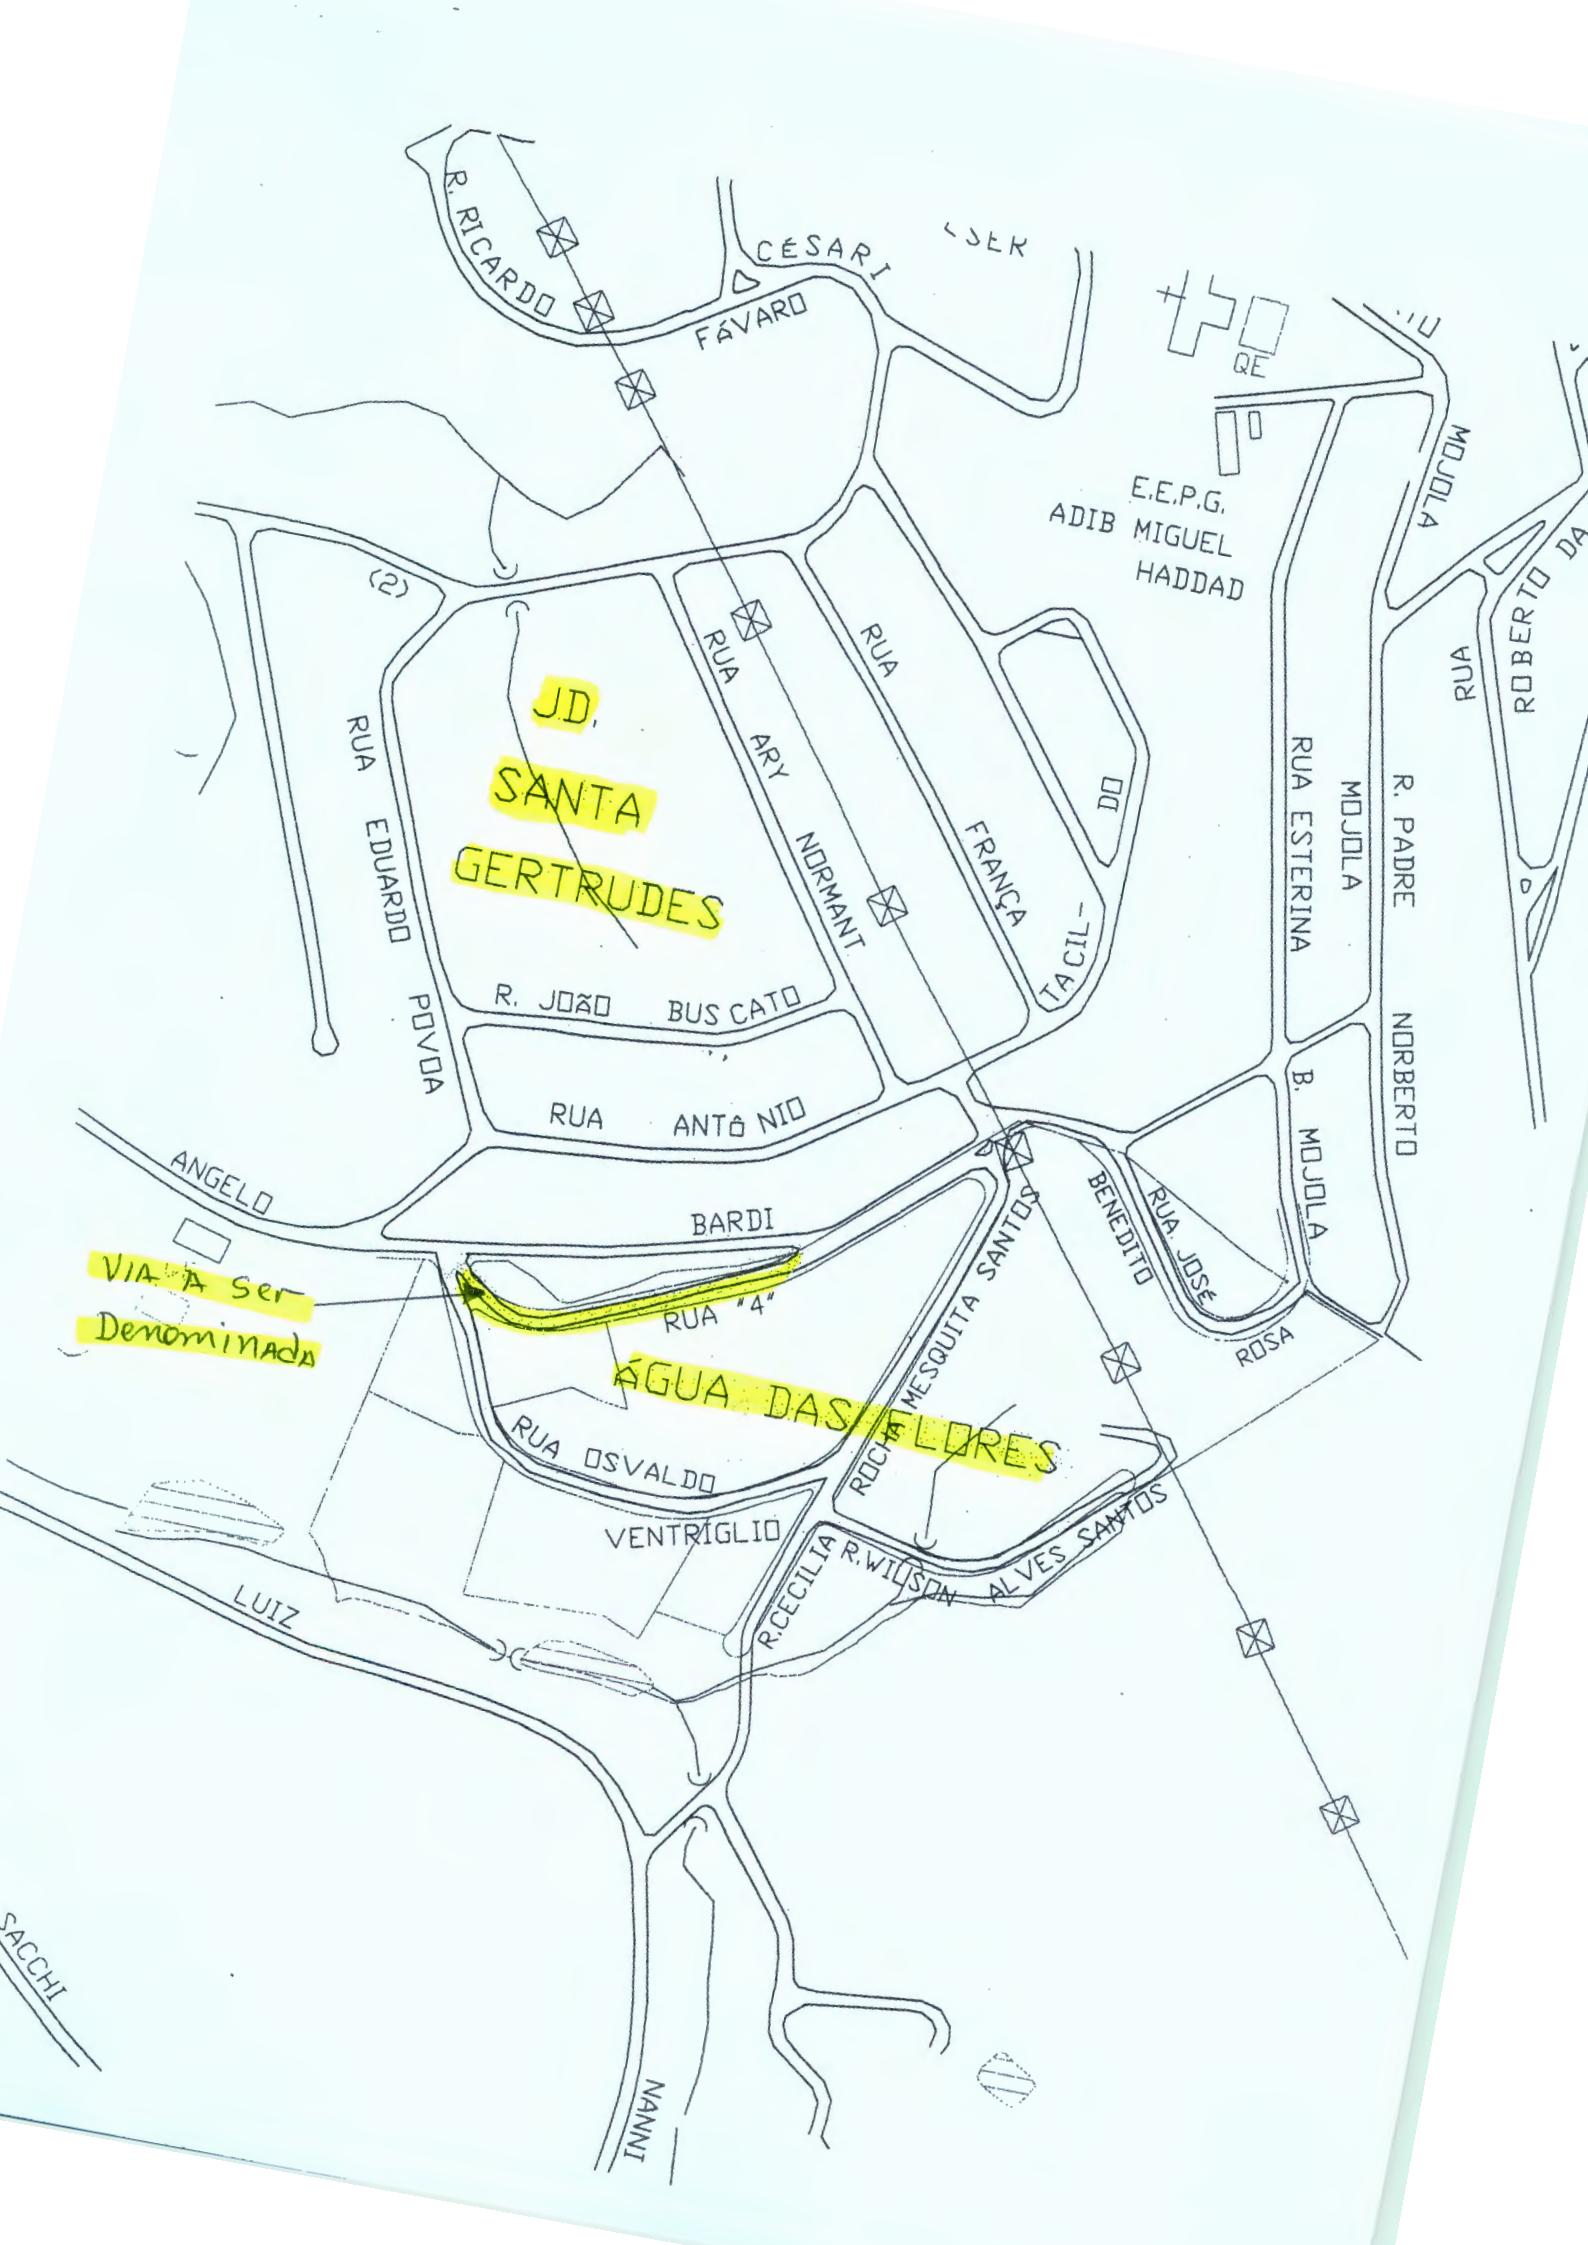 R. RICARDO
CÉSARI
FÁVARO
QE
MOJOLA
E.E.P.G.
ADIB MIGUEL
HADDAD
ROBERTO DA
RUA
(2)
J.D.
SANTA
GERTRUDES
RUA EDUARDO POVOA
RUA ARY NORMANT
RUA FRANÇA
TACIL-
DO
RUA ESTERINA
MOJOLA
R. PADRE NORBERTO
R. JOÃO BUSCATO
RUA ANTÔNIO
B. MOJOLA
ANGELO
BARDI
VIA A Ser
Denominada
RUA "4"
ÁGUA DAS FLORES
ROCHA MESQUITA SANTOS
BENEDITO
RUA JOSÉ
ROSA
RUA OSVALDO
VENTRIGLIO
R.CECILIA
R.WILSON ALVES SANTOS
LUIZ
NANNI
SACCHI